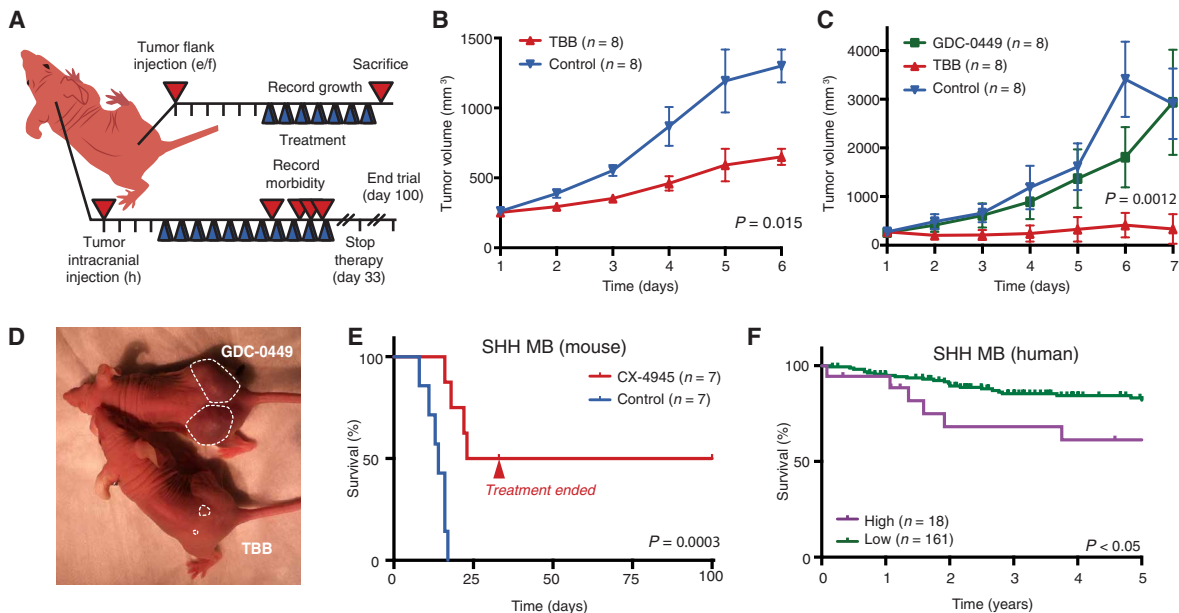 A
Tumor flank
injection (e/f)
Sacrifice
Record growth
Treatment
Record
morbidity
End trial
(day 100)
Tumor
intracranial
injection (h)
Stop
therapy
(day 33)
B
TBB (n = 8)
Control (n = 8)
Tumor volume (mm 3)
1500
1000
500
0
1 2 3 4 5 6
Time (days)
P = 0.015
C
GDC-0449 (n = 8)
TBB (n = 8)
Control (n = 8)
Tumor volume (mm 3)
4000
3000
2000
1000
0
1 2 3 4 5 6 7
Time (days)
P = 0.0012
D
GDC-0449
TBB
E
SHH MB (mouse)
CX-4945 (n = 7)
Control (n = 7)
Survival (%)
100
50
0
0 25 50 75 100
Time (days)
Treatment ended
P = 0.0003
F
SHH MB (human)
Survival (%)
100
50
0
0 1 2 3 4 5
Time (years)
High (n = 18)
Low (n = 161)
P < 0.05